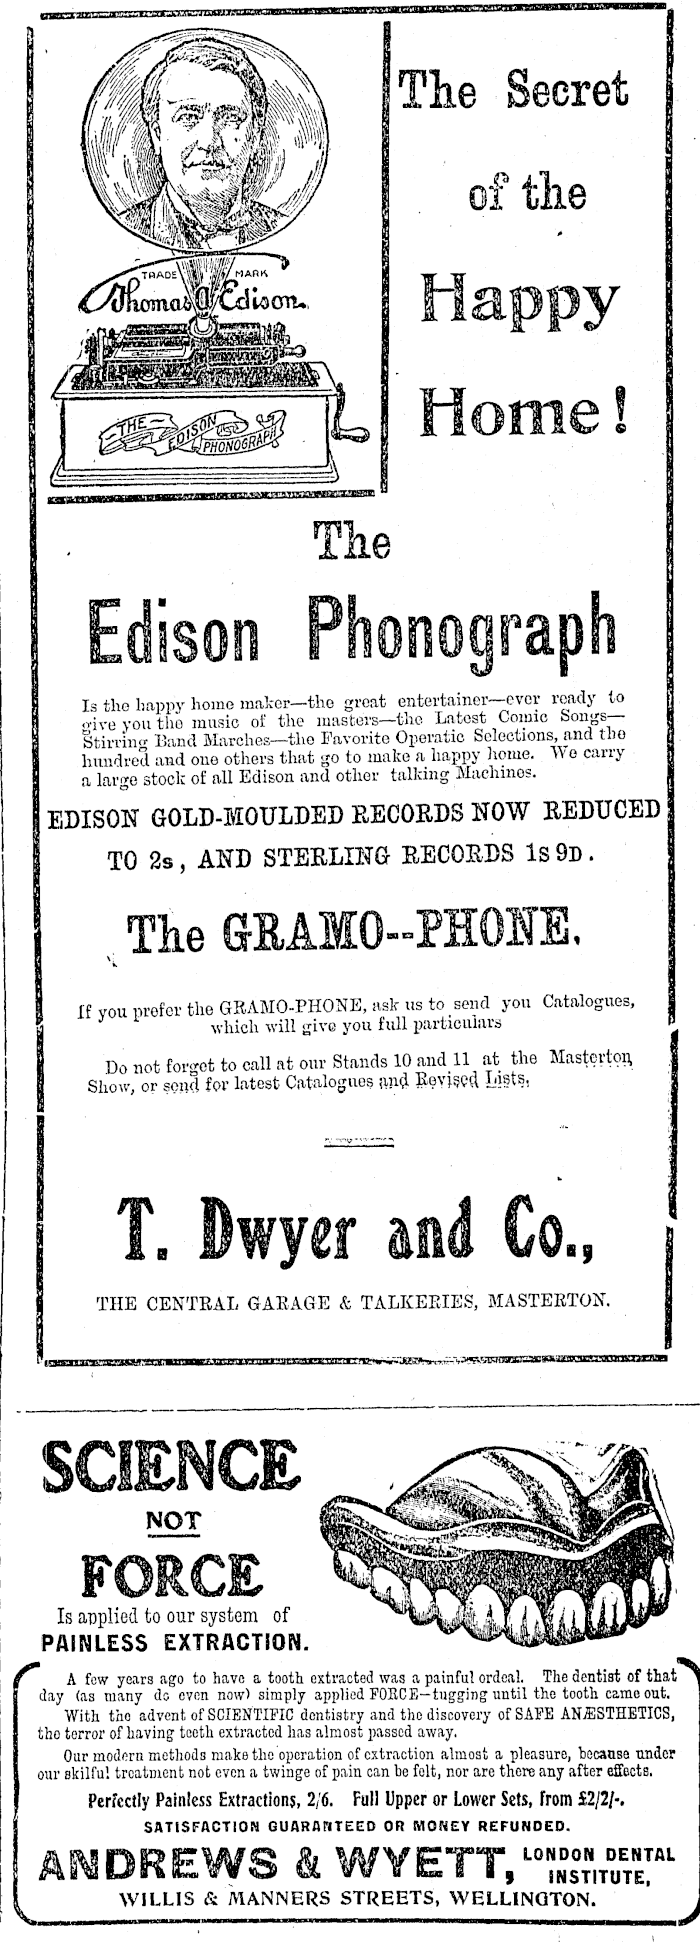 TRADE MARK
Thomas A Edison
THE EDISON PHONOGRAPH
The Secret
of the
Happy
Home!
The
Edison Phonograph
Is the happy home maker—the great entertainer—ever ready to
give you the music of the masters—the Latest Comic Songs—
Stirring Band Marches—the Favorite Operatic Selections, and the
hundred and one others that go to make a happy home. We carry
a large stock of all Edison and other talking Machines.
EDISON GOLD-MOULDED RECORDS NOW REDUCED
TO 2s, AND STERLING RECORDS 1s 9D.
The GRAMO--PHONE.
If you prefer the GRAMO-PHONE, ask us to send you Catalogues,
which will give you full particulars
Do not forget to call at our Stands 10 and 11 at the Masterton
Show, or send for latest Catalogues and Revised Lists.
T. Dwyer and Co.,
THE CENTRAL GARAGE & TALKERIES, MASTERTON.
SCIENCE
NOT
FORCE
Is applied to our system of
PAINLESS EXTRACTION.
A few years ago to have a tooth extracted was a painful ordeal. The dentist of that
day (as many do even now) simply applied FORCE—tugging until the tooth came out.
With the advent of SCIENTIFIC dentistry and the discovery of SAFE ANÆSTHETICS,
the terror of having teeth extracted has almost passed away.
Our modern methods make the operation of extraction almost a pleasure, because under
our skilful treatment not even a twinge of pain can be felt, nor are there any after effects.
Perfectly Painless Extractions, 2/6. Full Upper or Lower Sets, from £2/2/-.
SATISFACTION GUARANTEED OR MONEY REFUNDED.
ANDREWS & WYETT, LONDON DENTAL
INSTITUTE,
WILLIS & MANNERS STREETS, WELLINGTON.